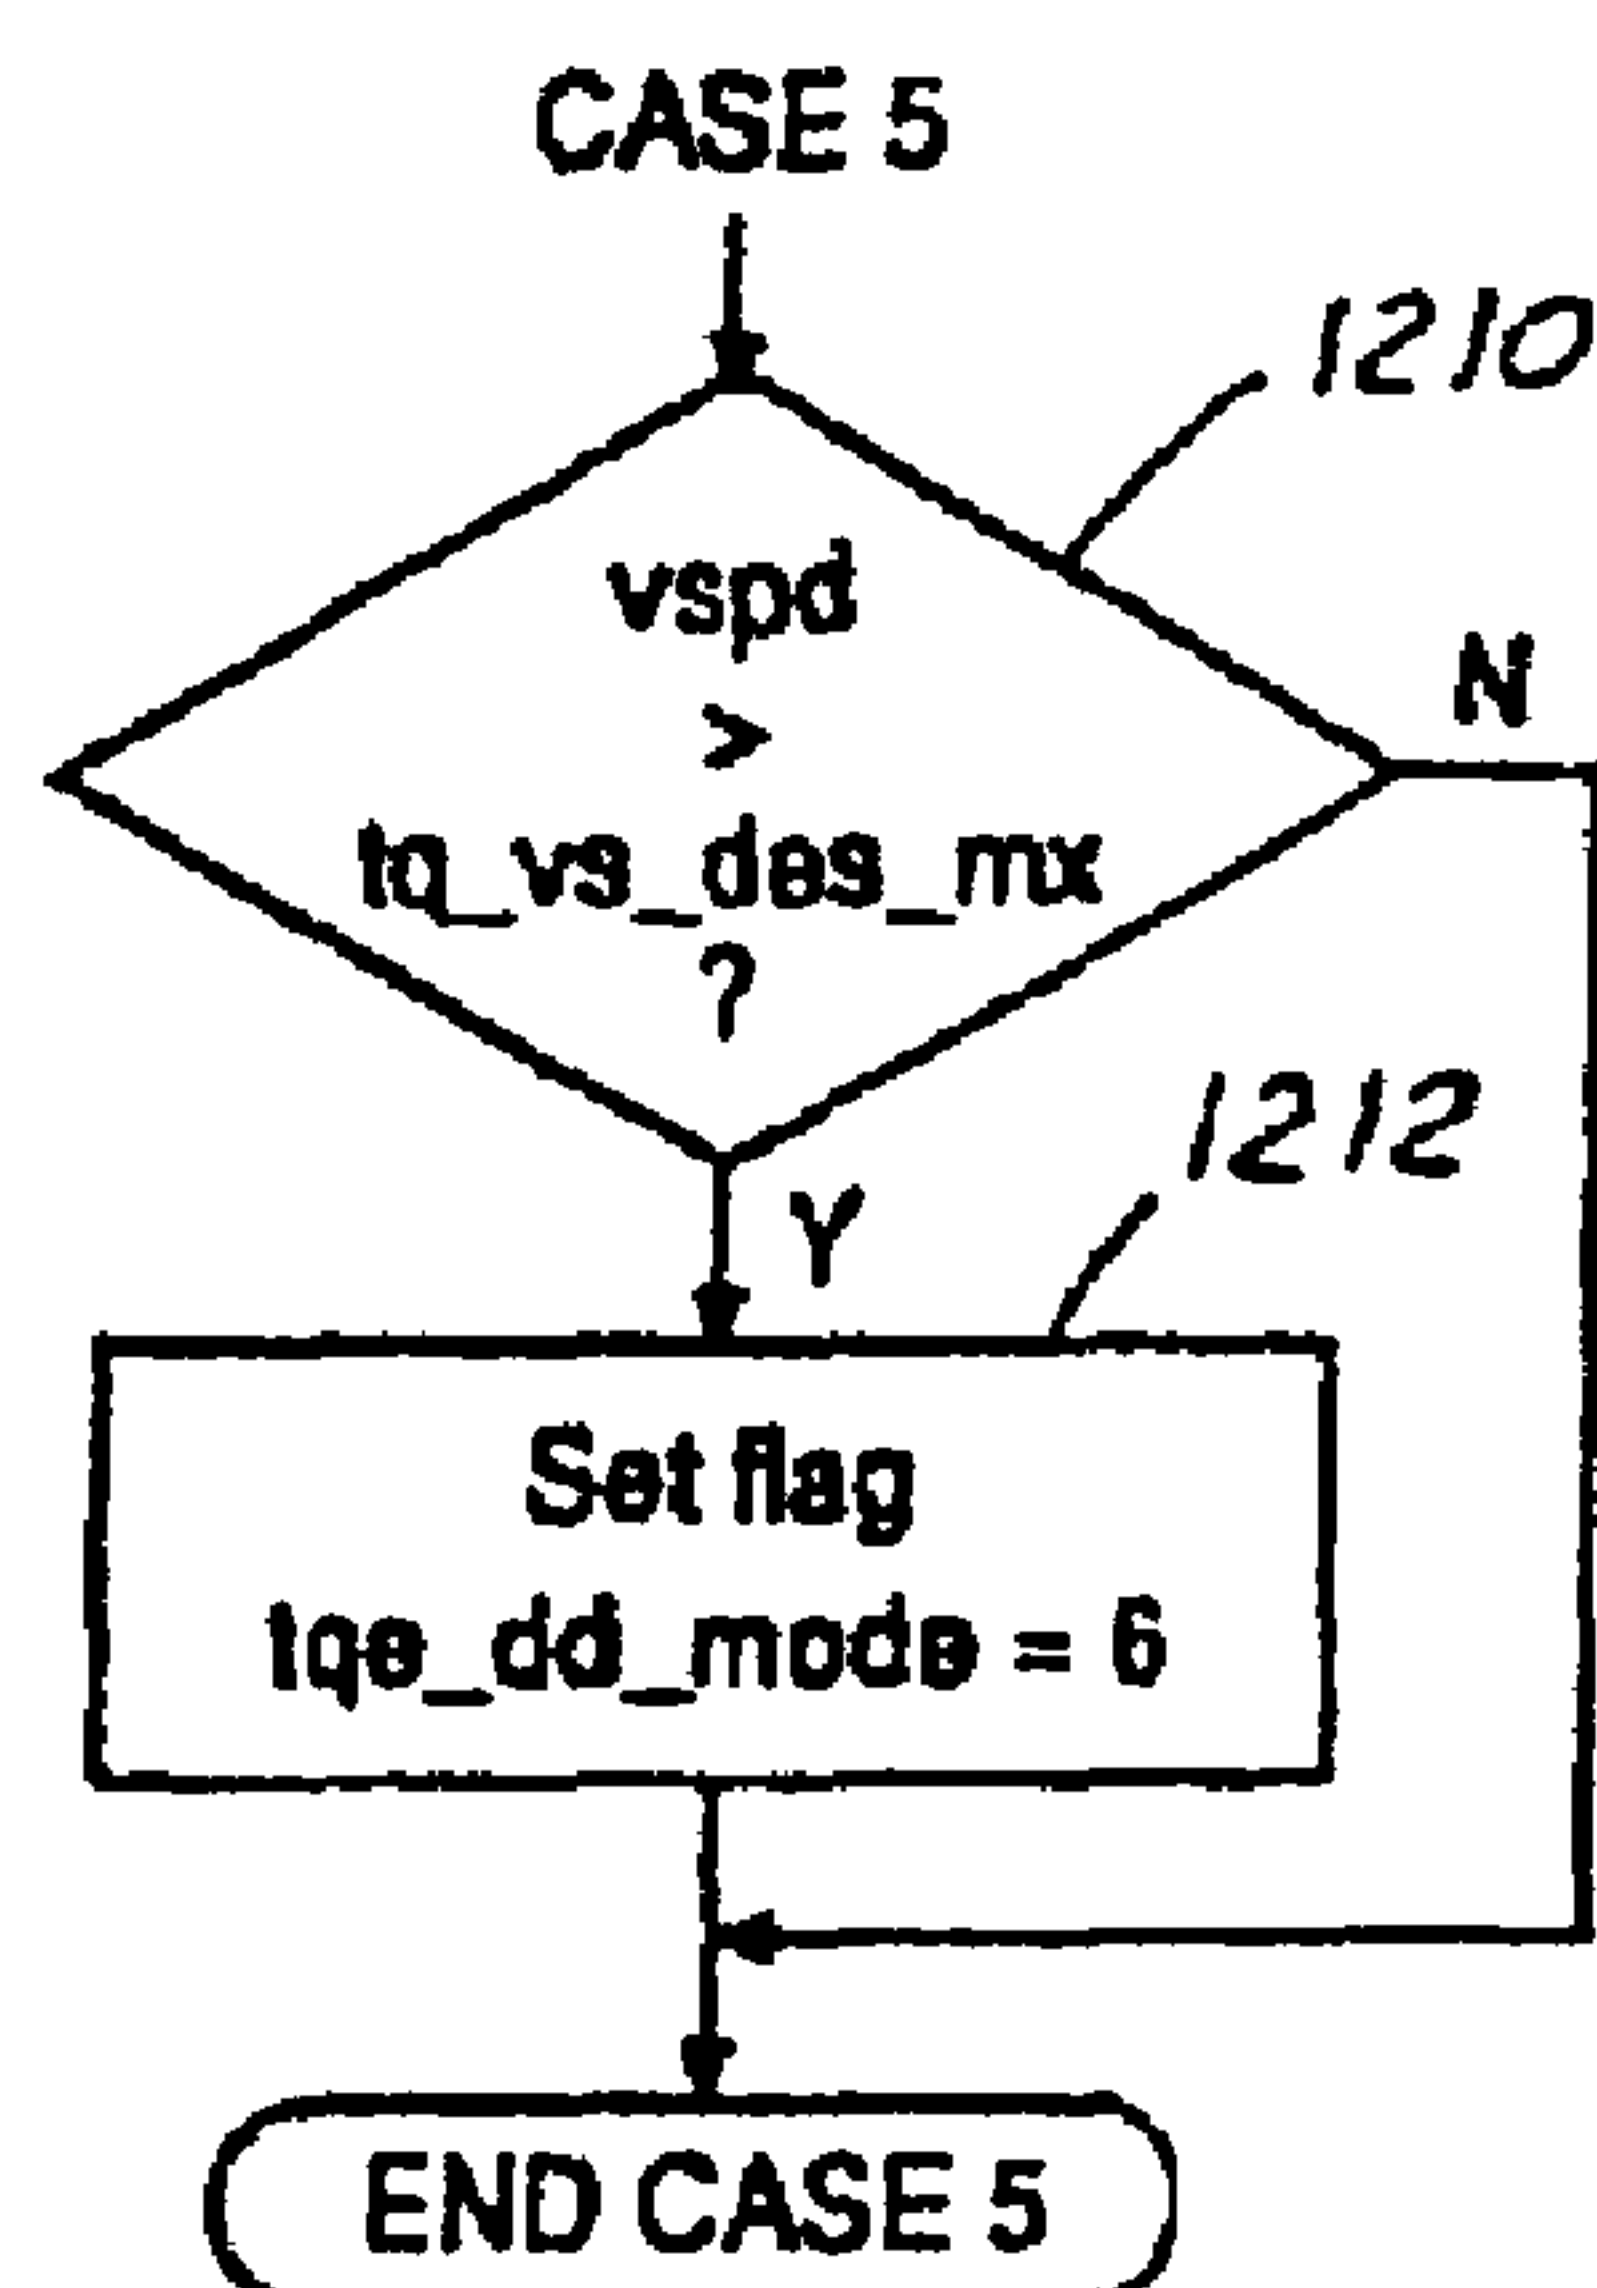 CASE 5
1210
vspd
>
tq_vs_des_mx
?
N
1212
Y
Set flag
tqe_dd_mode = 6
END CASE 5